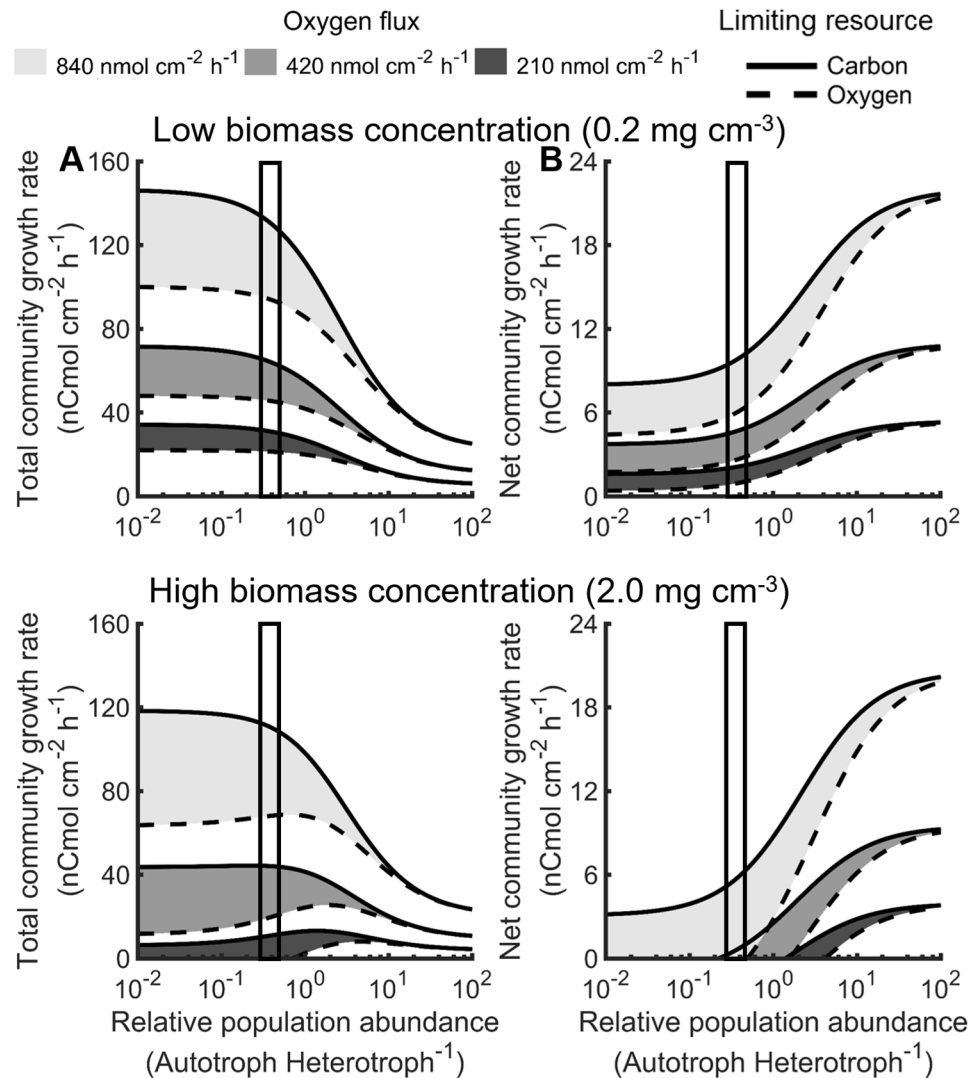 Oxygen flux
Limiting resource
840 nmol cm⁻² h⁻¹
420 nmol cm⁻² h⁻¹
210 nmol cm⁻² h⁻¹
Carbon
Oxygen
Low biomass concentration (0.2 mg cm⁻³)
A
Total community growth rate
(nCmol cm⁻² h⁻¹)
160
120
80
40
0
10⁻² 10⁻¹ 10⁰ 10¹ 10²
B
Net community growth rate
(nCmol cm⁻² h⁻¹)
24
18
12
6
0
10⁻² 10⁻¹ 10⁰ 10¹ 10²
High biomass concentration (2.0 mg cm⁻³)
Total community growth rate
(nCmol cm⁻² h⁻¹)
160
120
80
40
0
10⁻² 10⁻¹ 10⁰ 10¹ 10²
Relative population abundance
(Autotroph Heterotroph⁻¹)
Net community growth rate
(nCmol cm⁻² h⁻¹)
24
18
12
6
0
10⁻² 10⁻¹ 10⁰ 10¹ 10²
Relative population abundance
(Autotroph Heterotroph⁻¹)